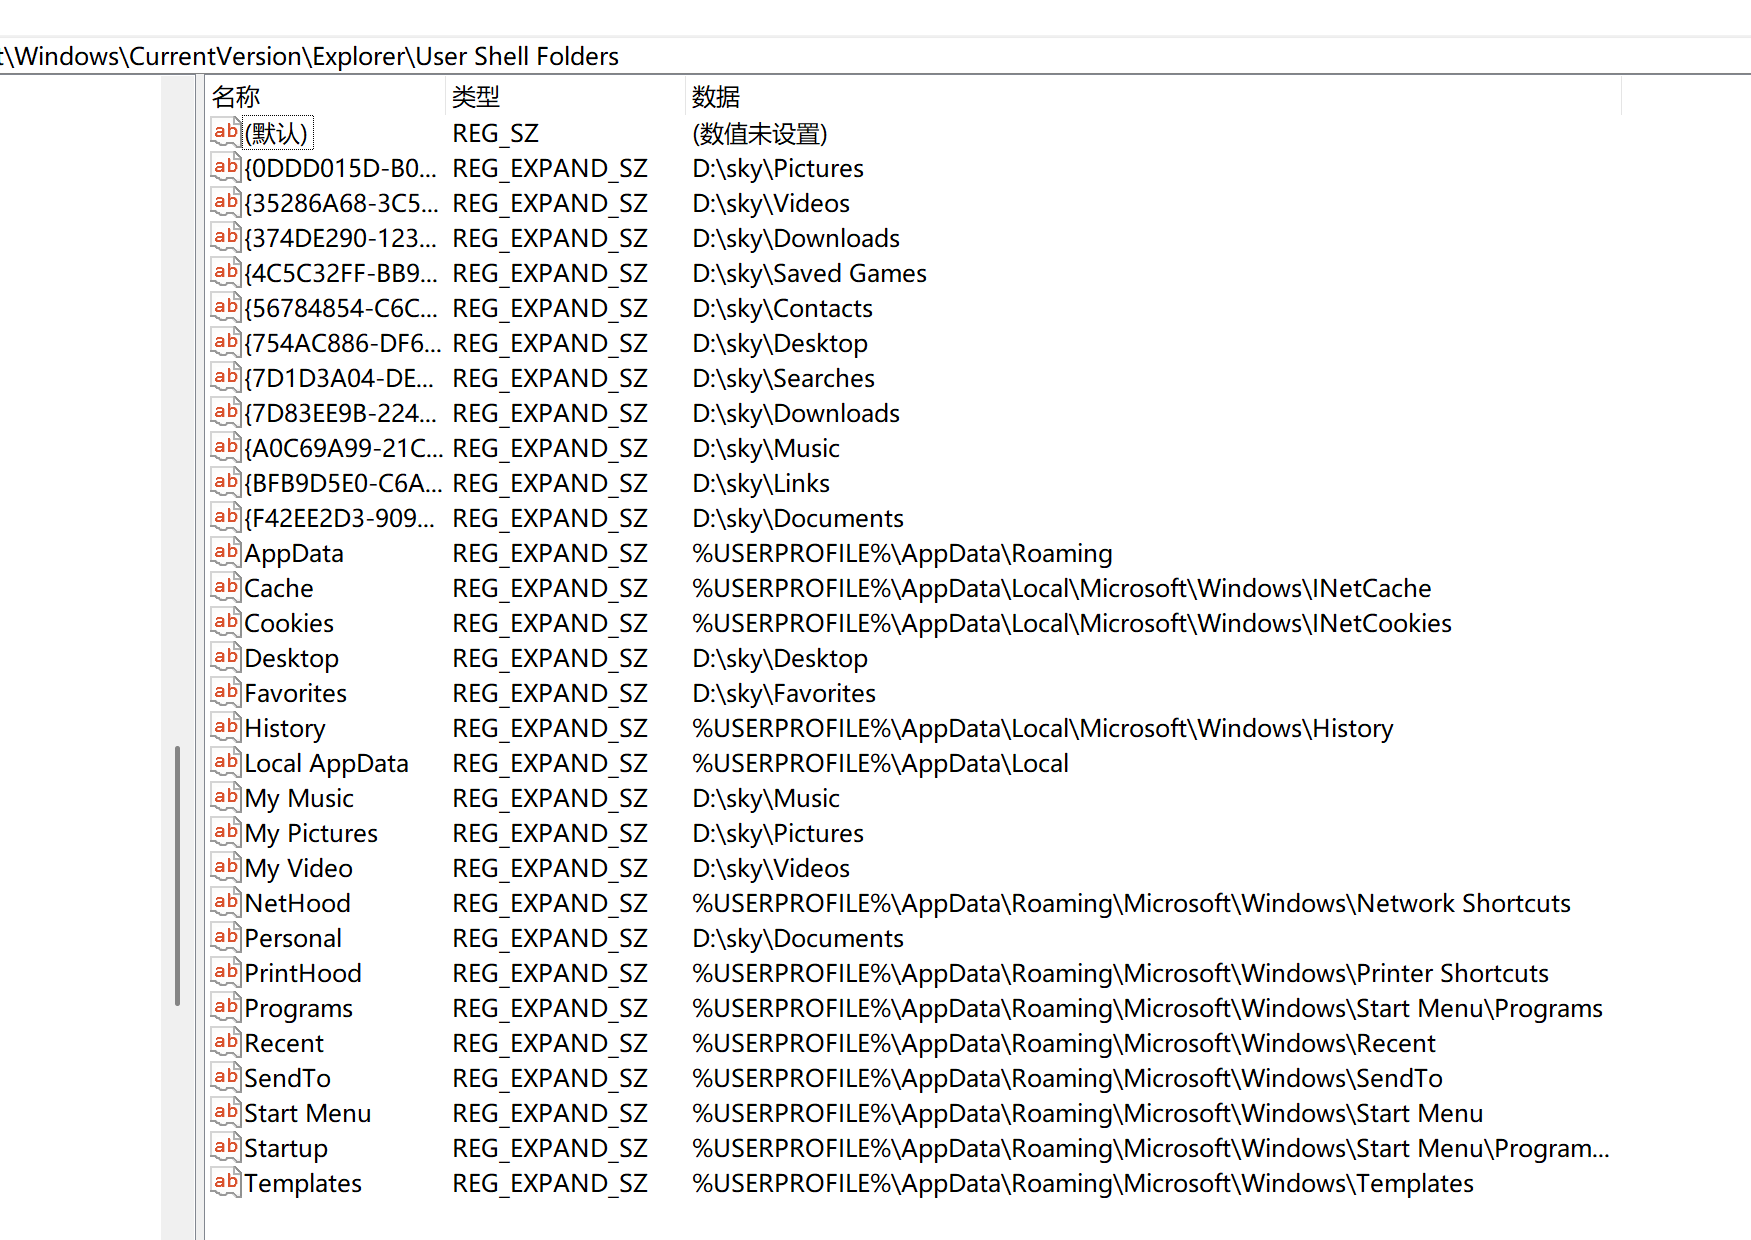 t\Windows\CurrentVersion\Explorer\User Shell Folders
名称 类型 数据
(默认) REG_SZ (数值未设置)
{0DDD015D-B0... REG_EXPAND_SZ D:\sky\Pictures
{35286A68-3C5... REG_EXPAND_SZ D:\sky\Videos
{374DE290-123... REG_EXPAND_SZ D:\sky\Downloads
{4C5C32FF-BB9... REG_EXPAND_SZ D:\sky\Saved Games
{56784854-C6C... REG_EXPAND_SZ D:\sky\Contacts
{754AC886-DF6... REG_EXPAND_SZ D:\sky\Desktop
{7D1D3A04-DE... REG_EXPAND_SZ D:\sky\Searches
{7D83EE9B-224... REG_EXPAND_SZ D:\sky\Downloads
{A0C69A99-21C... REG_EXPAND_SZ D:\sky\Music
{BFB9D5E0-C6A... REG_EXPAND_SZ D:\sky\Links
{F42EE2D3-909... REG_EXPAND_SZ D:\sky\Documents
AppData REG_EXPAND_SZ %USERPROFILE%\AppData\Roaming
Cache REG_EXPAND_SZ %USERPROFILE%\AppData\Local\Microsoft\Windows\INetCache
Cookies REG_EXPAND_SZ %USERPROFILE%\AppData\Local\Microsoft\Windows\INetCookies
Desktop REG_EXPAND_SZ D:\sky\Desktop
Favorites REG_EXPAND_SZ D:\sky\Favorites
History REG_EXPAND_SZ %USERPROFILE%\AppData\Local\Microsoft\Windows\History
Local AppData REG_EXPAND_SZ %USERPROFILE%\AppData\Local
My Music REG_EXPAND_SZ D:\sky\Music
My Pictures REG_EXPAND_SZ D:\sky\Pictures
My Video REG_EXPAND_SZ D:\sky\Videos
NetHood REG_EXPAND_SZ %USERPROFILE%\AppData\Roaming\Microsoft\Windows\Network Shortcuts
Personal REG_EXPAND_SZ D:\sky\Documents
PrintHood REG_EXPAND_SZ %USERPROFILE%\AppData\Roaming\Microsoft\Windows\Printer Shortcuts
Programs REG_EXPAND_SZ %USERPROFILE%\AppData\Roaming\Microsoft\Windows\Start Menu\Programs
Recent REG_EXPAND_SZ %USERPROFILE%\AppData\Roaming\Microsoft\Windows\Recent
SendTo REG_EXPAND_SZ %USERPROFILE%\AppData\Roaming\Microsoft\Windows\SendTo
Start Menu REG_EXPAND_SZ %USERPROFILE%\AppData\Roaming\Microsoft\Windows\Start Menu
Startup REG_EXPAND_SZ %USERPROFILE%\AppData\Roaming\Microsoft\Windows\Start Menu\Program...
Templates REG_EXPAND_SZ %USERPROFILE%\AppData\Roaming\Microsoft\Windows\Templates